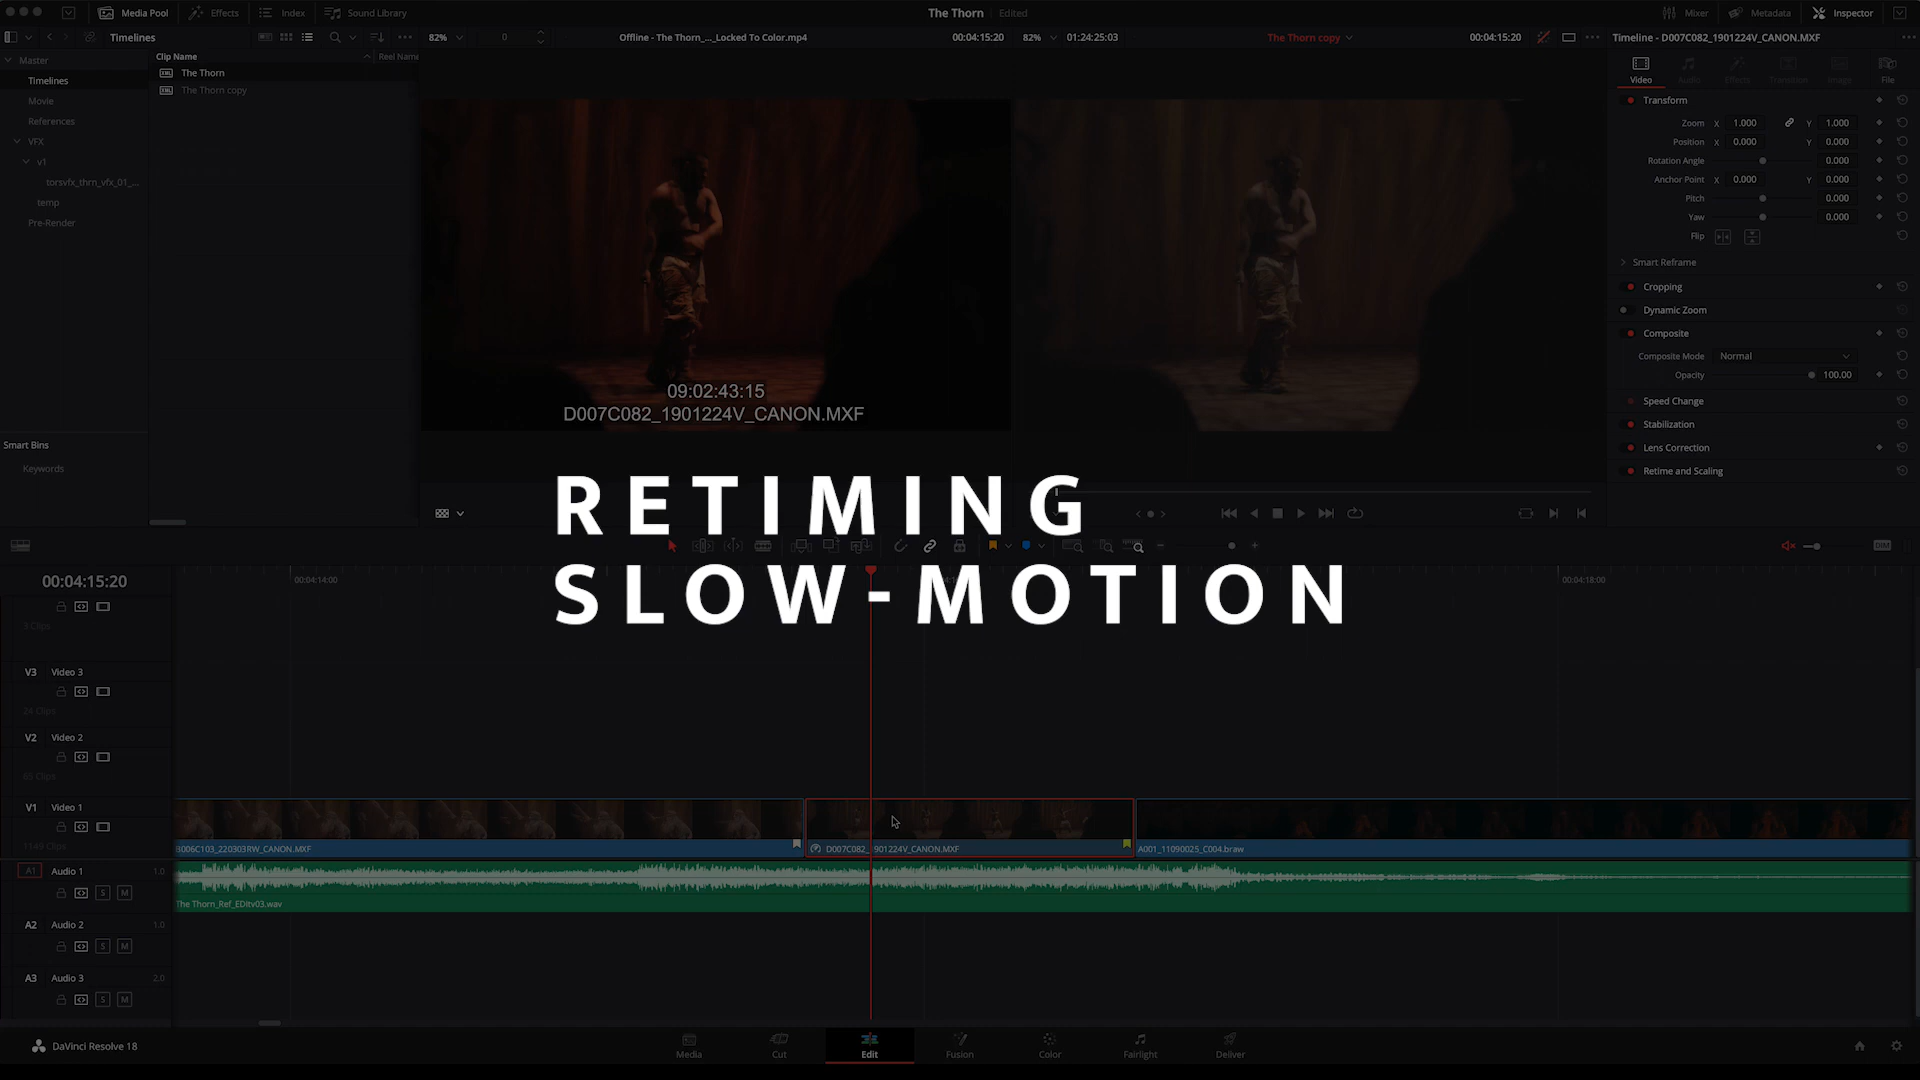 Media Pool Effects Index Sound Library The Thorn Edited Mixer Metadata Inspector
Timelines 82% 0 Offline - The Thorn_..._Locked To Color.mp4 00:04:15:20 82% 01:24:25:03 The Thorn copy 00:04:15:20 Timeline - D007C082_1901224V_CANON.MXF
Master Clip Name Reel Name
Timelines The Thorn
Movie The Thorn copy
References
VFX
v1
torsvfx_thrn_vfx_01_...
temp
Pre-Render
Smart Bins
Keywords
Video Audio Effects Transition Image File
Transform
Zoom X 1.000 Y 1.000
Position X 0.000 Y 0.000
Rotation Angle 0.000
Anchor Point X 0.000 Y 0.000
Pitch 0.000
Yaw 0.000
Flip
Smart Reframe
Cropping
Dynamic Zoom
Composite
Composite Mode Normal
Opacity 100.00
Speed Change
Stabilization
Lens Correction
Retime and Scaling
09:02:43:15
D007C082_1901224V_CANON.MXF
RETIMING
SLOW-MOTION
DIM
00:04:15:20 00:04:14:00 00:04:18:00
3 Clips
V3 Video 3
24 Clips
V2 Video 2
65 Clips
V1 Video 1
1149 Clips
B006C103_220303RW_CANON.MXF D007C082_1901224V_CANON.MXF A001_11090025_C004.braw
A1 Audio 1 1.0
S M
The Thorn_Ref_EDitv03.wav
A2 Audio 2 1.0
S M
A3 Audio 3 2.0
S M
DaVinci Resolve 18 Media Cut Edit Fusion Color Fairlight Deliver